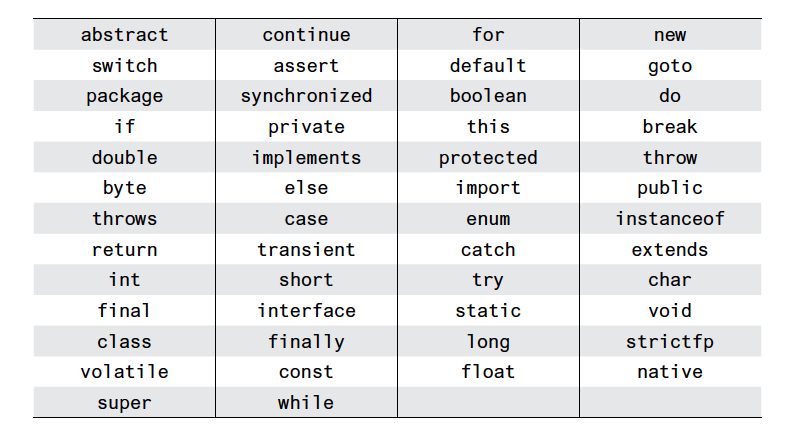 abstract continue for new
switch assert default goto
package synchronized boolean do
if private this break
double implements protected throw
byte else import public
throws case enum instanceof
return transient catch extends
int short try char
final interface static void
class finally long strictfp
volatile const float native
super while